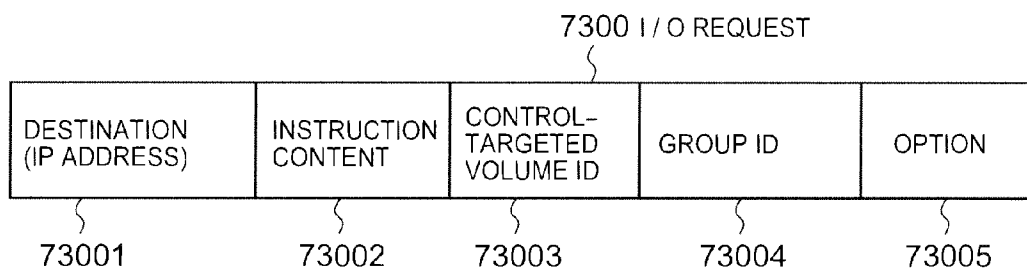 7300 I / O REQUEST
DESTINATION
(IP ADDRESS)
INSTRUCTION
CONTENT
CONTROL-
TARGETED
VOLUME ID
GROUP ID
OPTION
73001
73002
73003
73004
73005